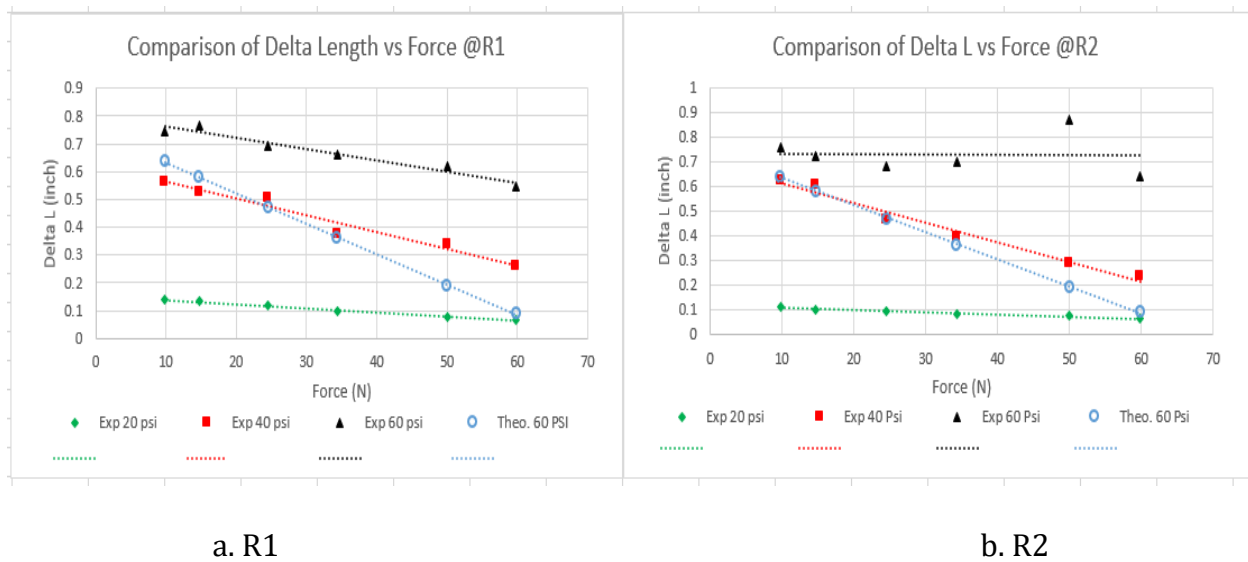 Comparison of Delta Length vs Force @R1
Delta L (inch)
0.9
0.8
0.7
0.6
0.5
0.4
0.3
0.2
0.1
0
0 10 20 30 40 50 60 70
Force (N)
Exp 20 psi Exp 40 psi Exp 60 psi Theo. 60 PSI
a. R1
Comparison of Delta L vs Force @R2
Delta L (inch)
1
0.9
0.8
0.7
0.6
0.5
0.4
0.3
0.2
0.1
0
0 10 20 30 40 50 60 70
Force (N)
Exp 20 psi Exp 40 Psi Exp 60 Psi Theo. 60 Psi
b. R2